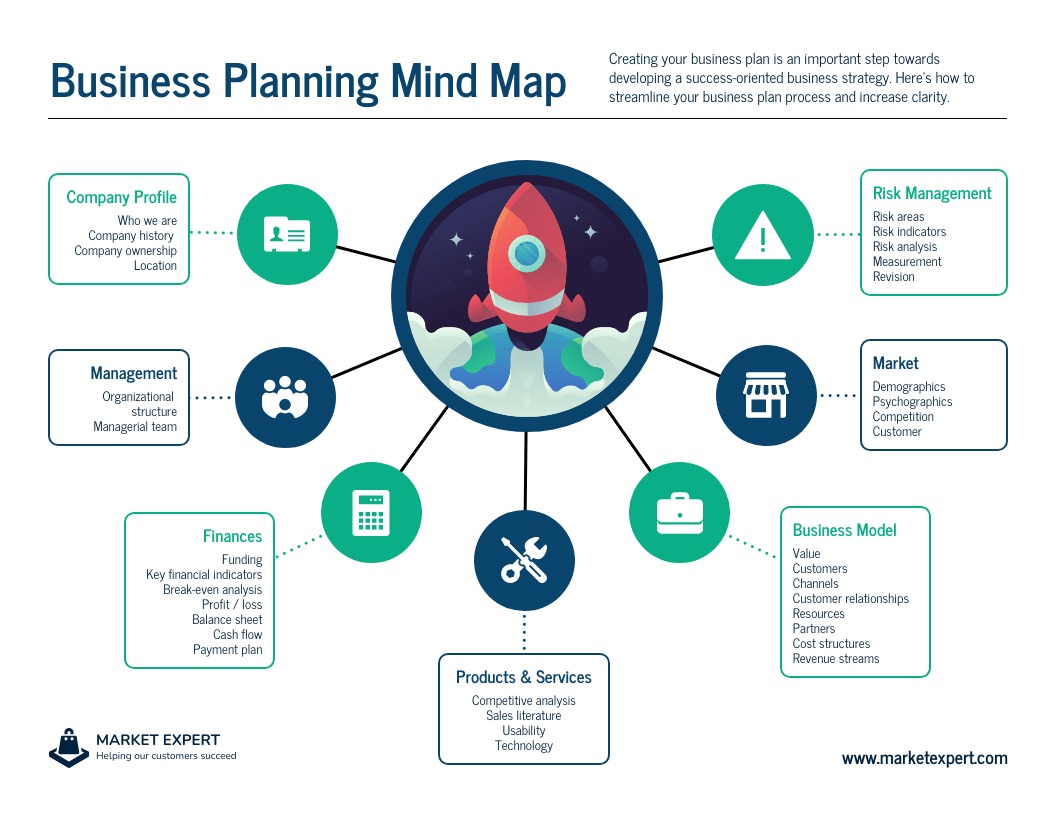 Business Planning Mind Map
Creating your business plan is an important step towards
developing a success-oriented business strategy. Here's how to
streamline your business plan process and increase clarity.
Company Profile
Who we are
Company history
Company ownership
Location
Risk Management
Risk areas
Risk indicators
Risk analysis
Measurement
Revision
Management
Organizational
structure
Managerial team
Market
Demographics
Psychographics
Competition
Customer
Finances
Funding
Key financial indicators
Break-even analysis
Profit / loss
Balance sheet
Cash flow
Payment plan
Business Model
Value
Customers
Channels
Customer relationships
Resources
Partners
Cost structures
Revenue streams
Products & Services
Competitive analysis
Sales literature
Usability
Technology
MARKET EXPERT
Helping our customers succeed
www.marketexpert.com